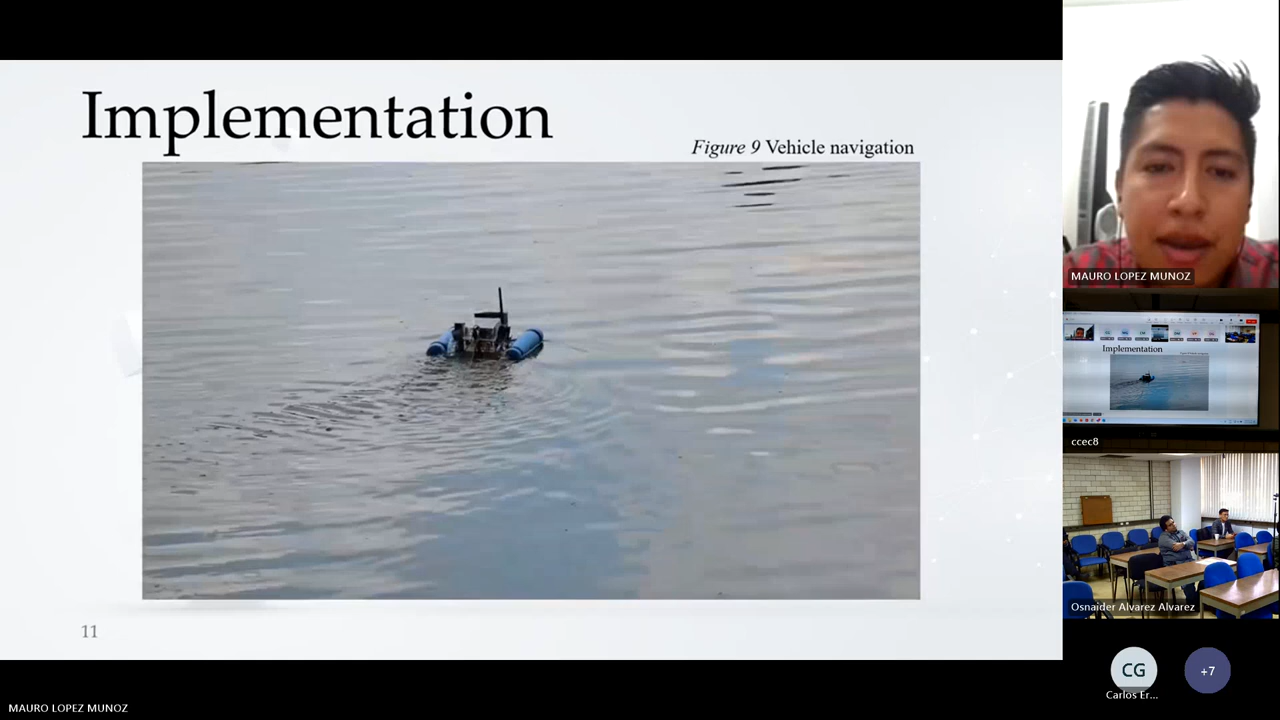 Implementation
Figure 9 Vehicle navigation
11
MAURO LOPEZ MUNOZ
MAURO LOPEZ MUNOZ
Implementation
ccec8
Osnaider Alvarez Alvarez
CG
Carlos Er...
+7